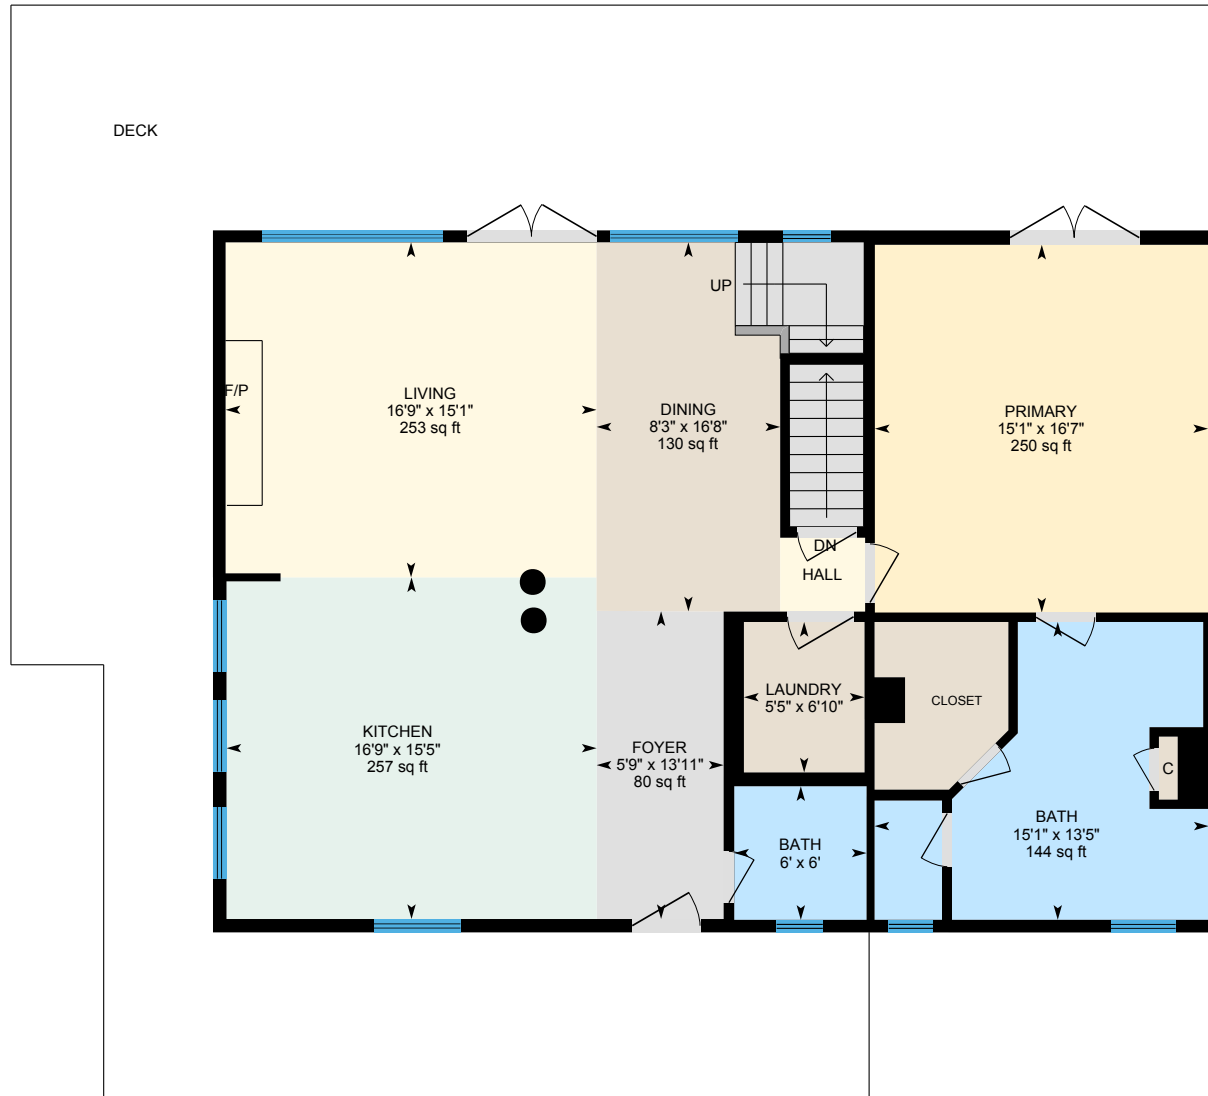 DECK
UP
F/P
LIVING
16'9" x 15'1"
253 sq ft
DINING
8'3" x 16'8"
130 sq ft
PRIMARY
15'1" x 16'7"
250 sq ft
DN
HALL
LAUNDRY
5'5" x 6'10"
CLOSET
KITCHEN
16'9" x 15'5"
257 sq ft
FOYER
5'9" x 13'11"
80 sq ft
C
BATH
6' x 6'
BATH
15'1" x 13'5"
144 sq ft